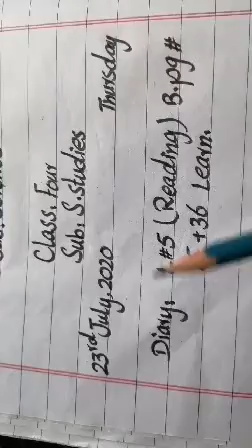 Class. Four
Sub. S. studies
23rd July. 2020 Thursday
Diary. #5 (Reading) B.pg #
+36 Learn.